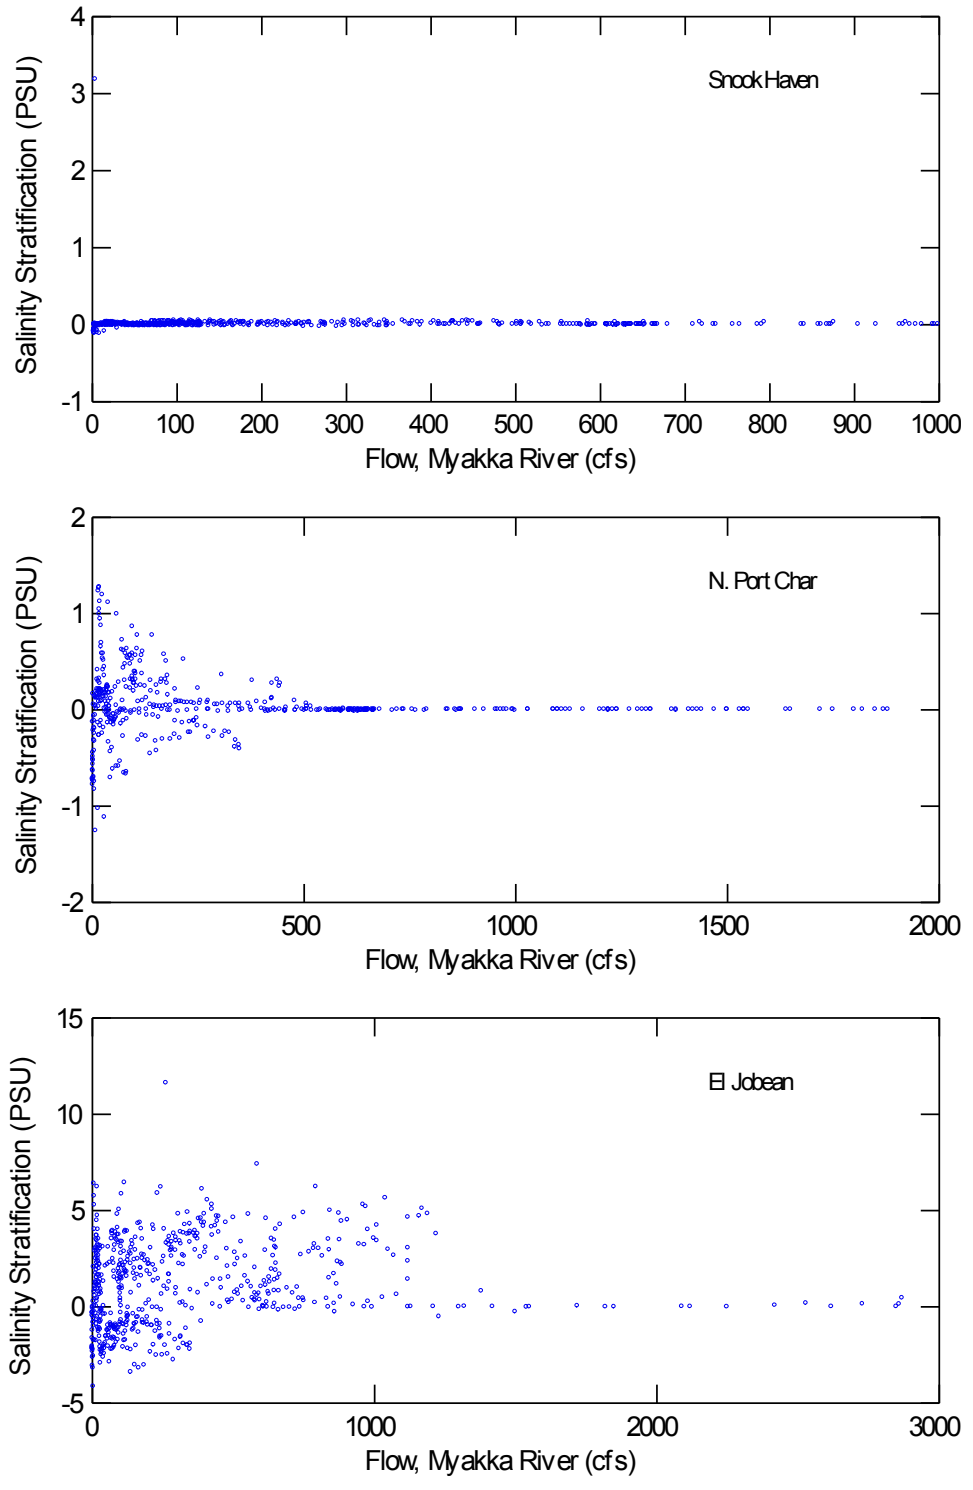 4
3
2
1
0
-1
Salinity Stratification (PSU)
Snook Haven
0 100 200 300 400 500 600 700 800 900 1000
Flow, Myakka River (cfs)
2
1
0
-1
-2
Salinity Stratification (PSU)
N. Port Char
0 500 1000 1500 2000
Flow, Myakka River (cfs)
15
10
5
0
-5
Salinity Stratification (PSU)
El Jobean
0 1000 2000 3000
Flow, Myakka River (cfs)